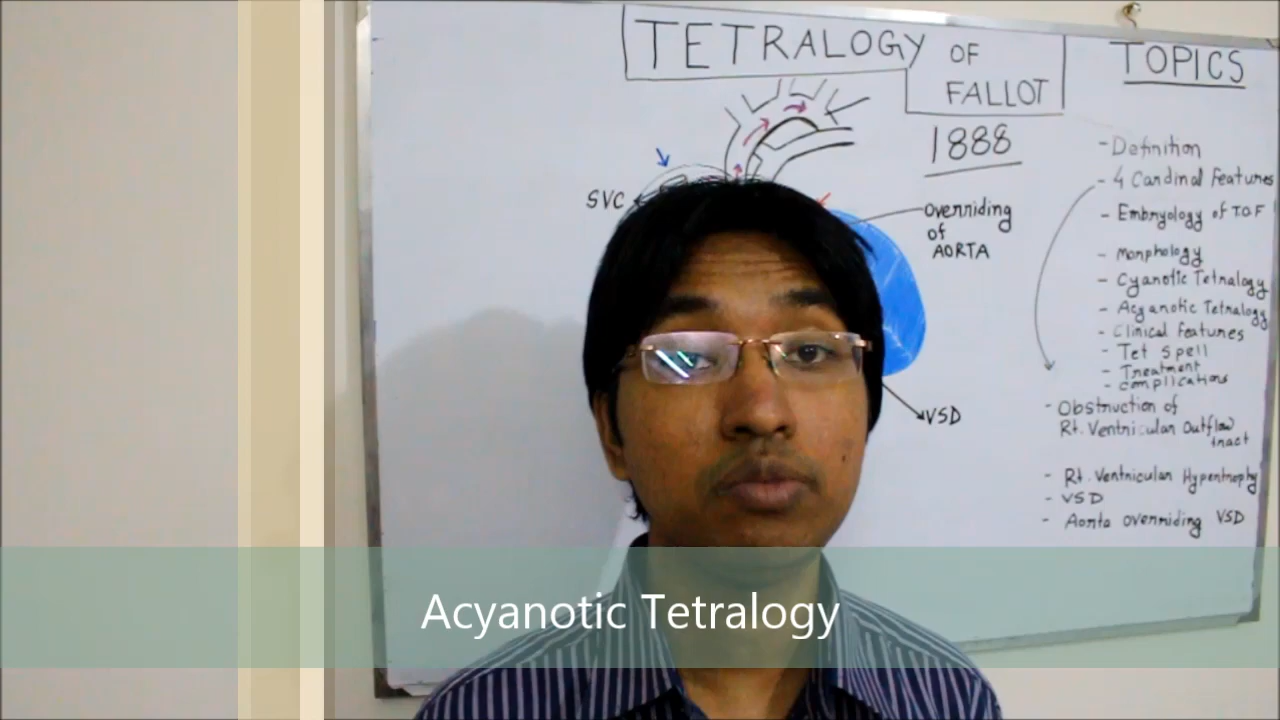 TETRALOGY OF
FALLOT
1888
SVC
Overriding
of
AORTA
VSD
TOPICS
- Definition
- 4 Cardinal features
- Embryology of T.O.F
- Morphology
- Cyanotic Tetralogy
- Acyanotic Tetralogy
- Clinical features
- Tet spell
- Treatment
- complications
- Obstruction of
Rt. Ventricular Outflow
tract
- Rt. Ventricular Hypentrophy
- VSD
- Aorta overriding VSD
Acyanotic Tetralogy